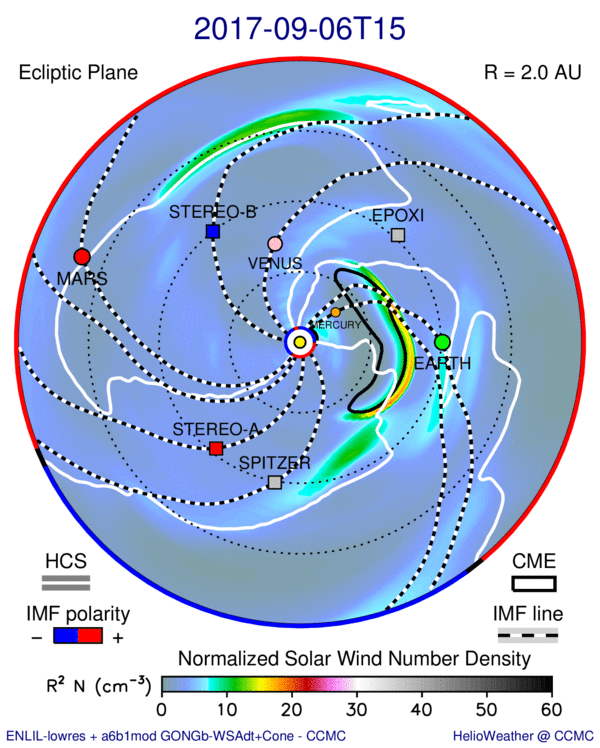 2017-09-06T15
Ecliptic Plane
R = 2.0 AU
STEREO-B
EPOXI
VENUS
MARS
MERCURY
EARTH
STEREO-A
SPITZER
HCS
CME
IMF polarity
IMF line
− +
Normalized Solar Wind Number Density
R² N (cm⁻³)
0 10 20 30 40 50 60
ENLIL-lowres + a6b1mod GONGb-WSAdt+Cone - CCMC
HelioWeather @ CCMC